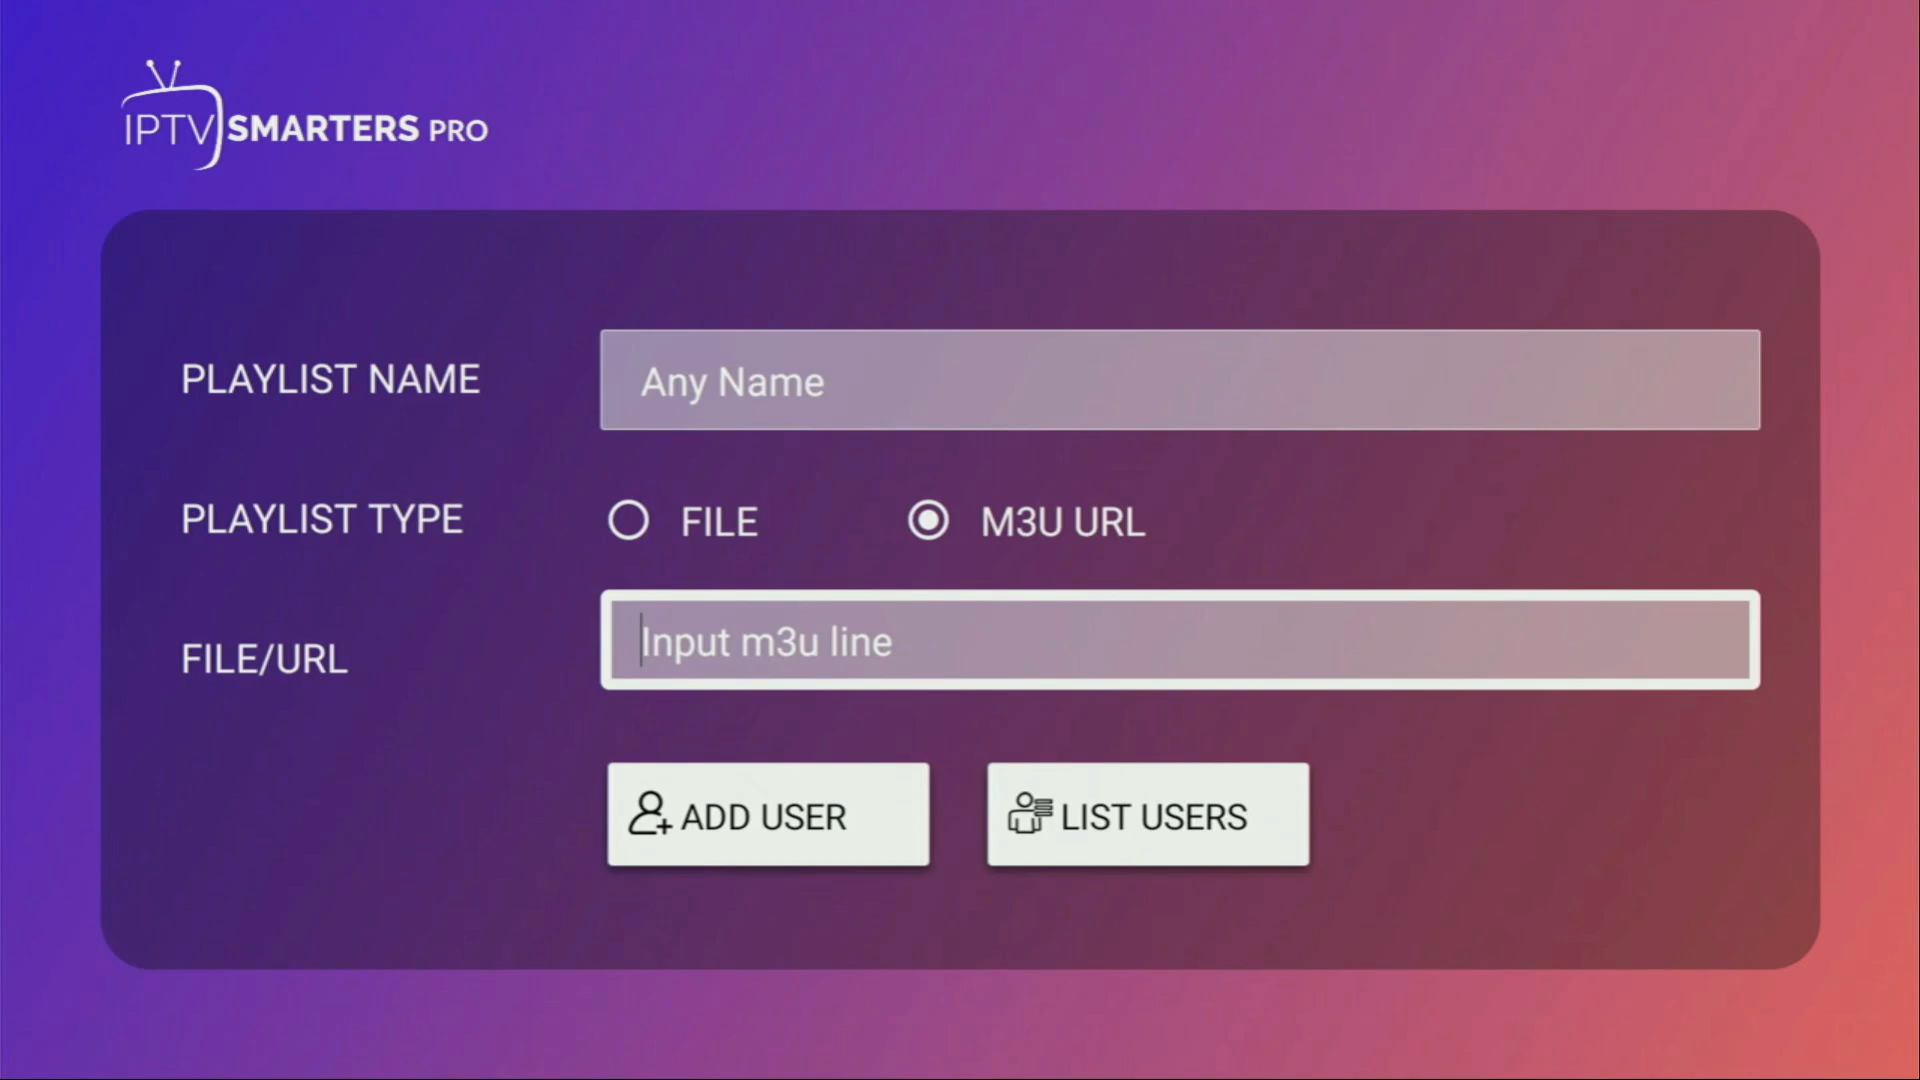 IPTV SMARTERS PRO
PLAYLIST NAME
Any Name
PLAYLIST TYPE
FILE
M3U URL
FILE/URL
Input m3u line
ADD USER
LIST USERS